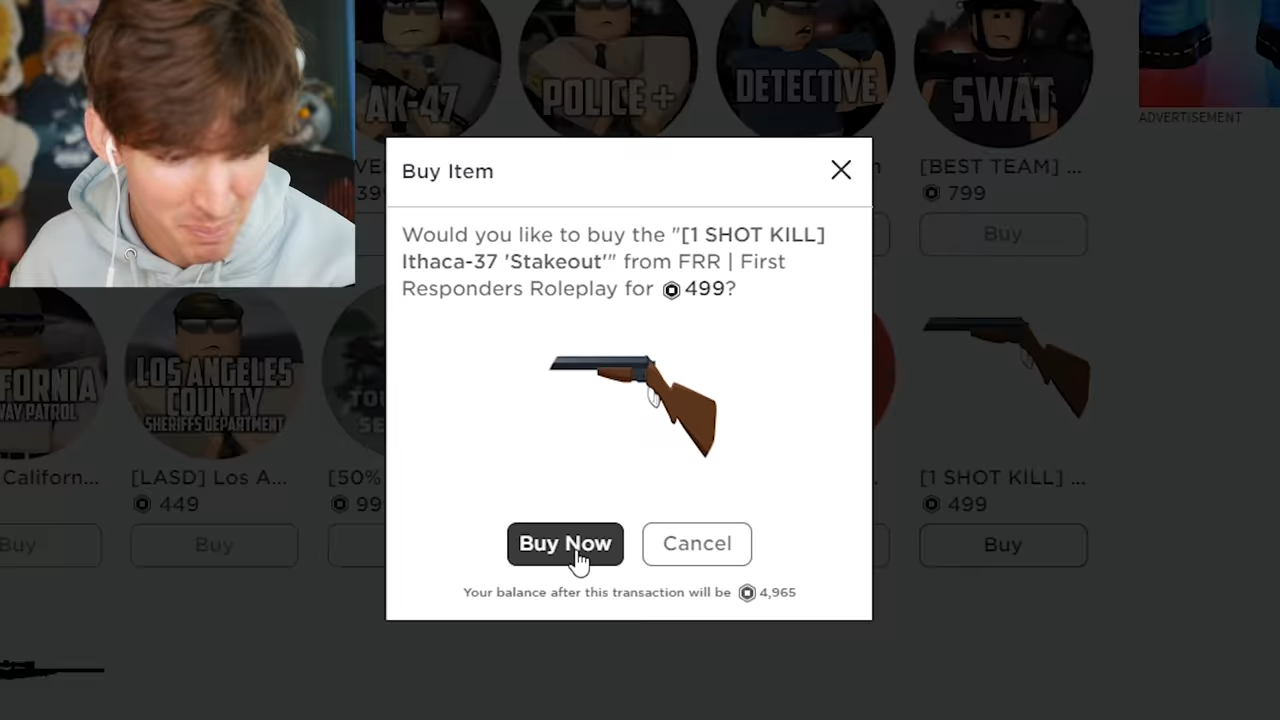 AK-47
POLICE +
DETECTIVE
SWAT
ADVERTISEMENT
[BEST TEAM] ...
799
Buy
Buy Item
Would you like to buy the "[1 SHOT KILL]
Ithaca-37 'Stakeout'" from FRR | First
Responders Roleplay for 499?
Buy Now
Cancel
Your balance after this transaction will be 4,965
LOS ANGELES
COUNTY
SHERIFFS DEPARTMENT
PATROL
Californ...
Buy
[LASD] Los A...
449
Buy
[50%
[1 SHOT KILL] ...
499
Buy